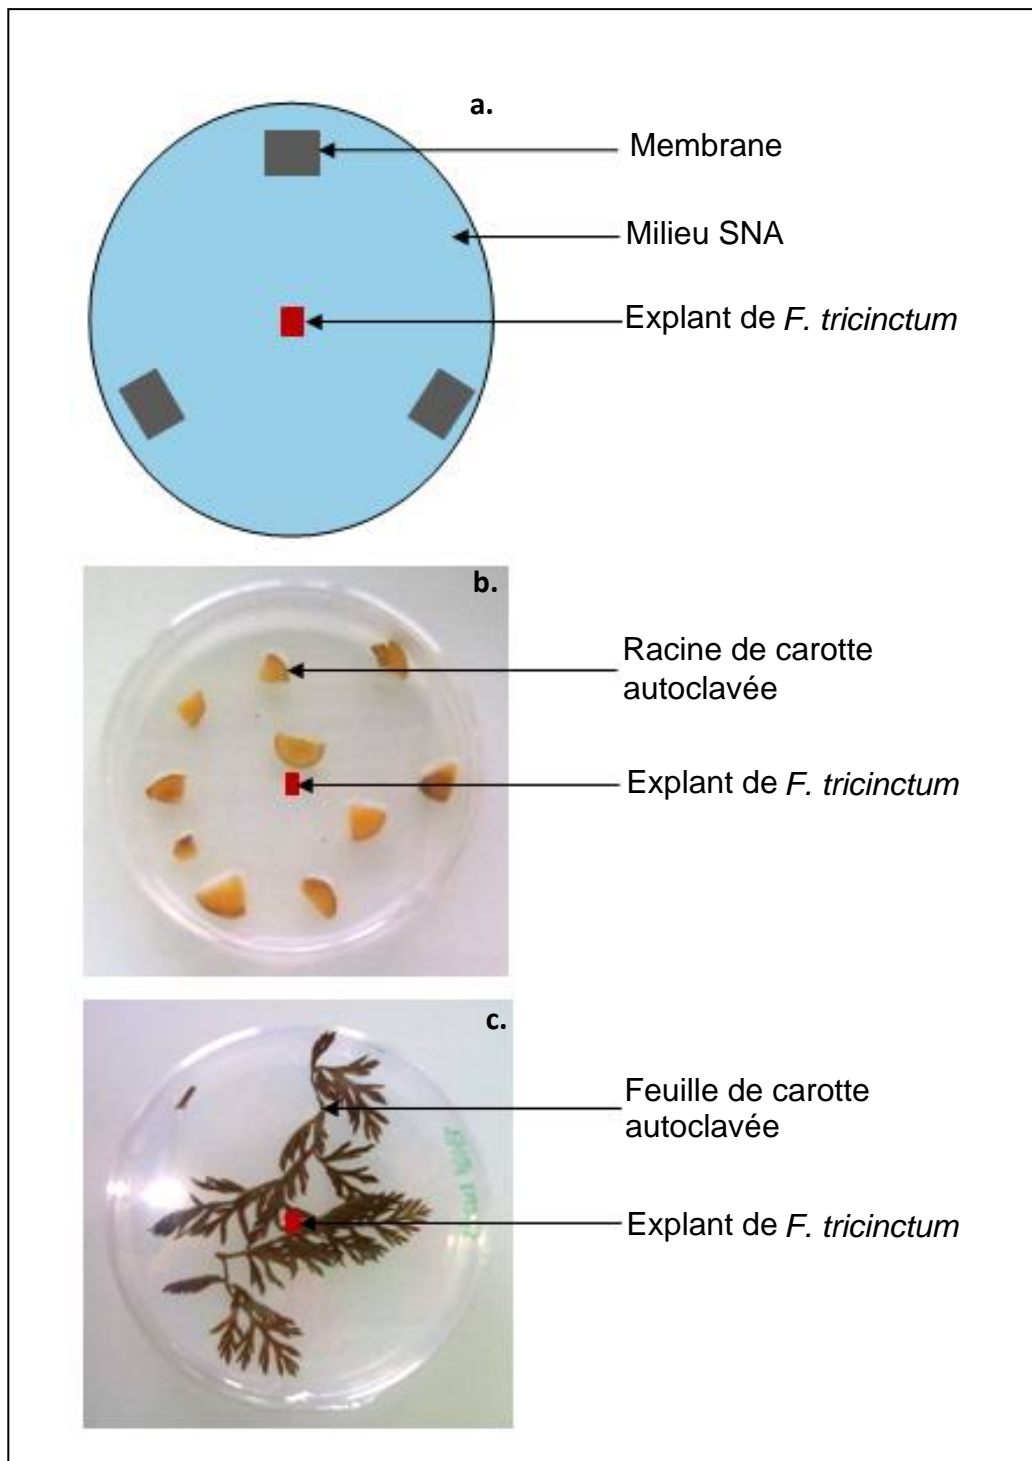 a.
Membrane
Milieu SNA
Explant de F. tricinctum
b.
Racine de carotte
autoclavée
Explant de F. tricinctum
c.
Feuille de carotte
autoclavée
Explant de F. tricinctum